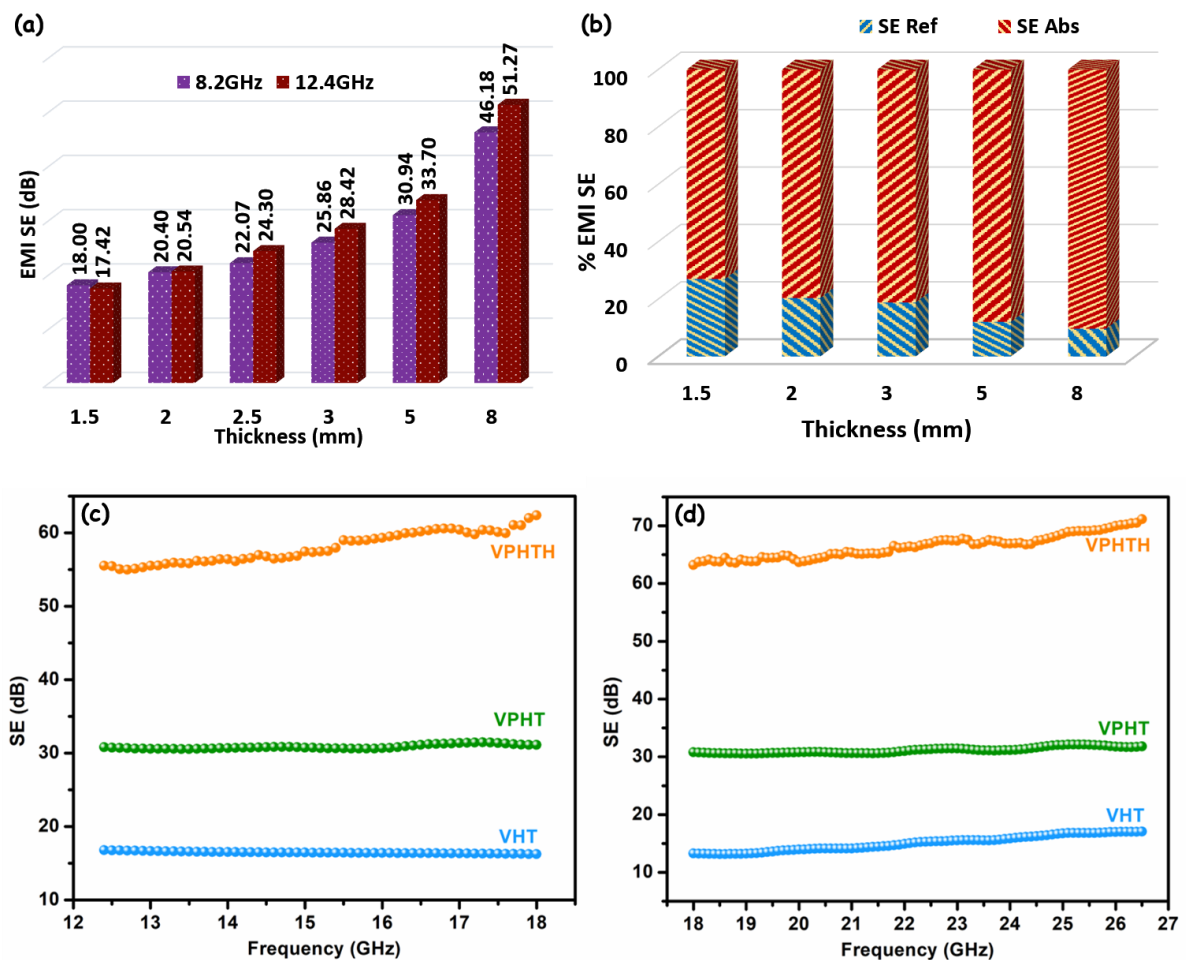 (a)
8.2GHz 12.4GHz
18.00 17.42 20.40 20.54 22.07 24.30 25.86 28.42 30.94 33.70 46.18 51.27
EMI SE (dB)
1.5 2 2.5 3 5 8
Thickness (mm)
(b)
SE Ref SE Abs
100
80
60
40
20
0
% EMI SE
1.5 2 3 5 8
Thickness (mm)
(c)
60
50
40
30
20
10
SE (dB)
VPHTH
VPHT
VHT
12 13 14 15 16 17 18
Frequency (GHz)
(d)
70
60
50
40
30
20
10
SE (dB)
VPHTH
VPHT
VHT
18 19 20 21 22 23 24 25 26 27
Frequency (GHz)